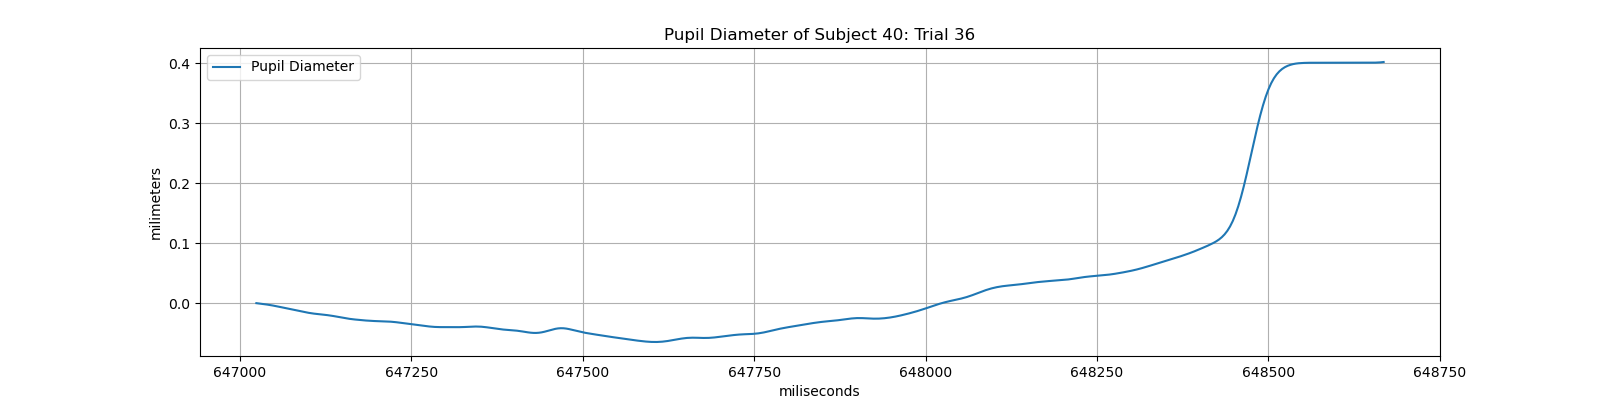 Pupil Diameter of Subject 40: Trial 36
Pupil Diameter
milimeters
0.4
0.3
0.2
0.1
0.0
647000 647250 647500 647750 648000 648250 648500 648750
miliseconds